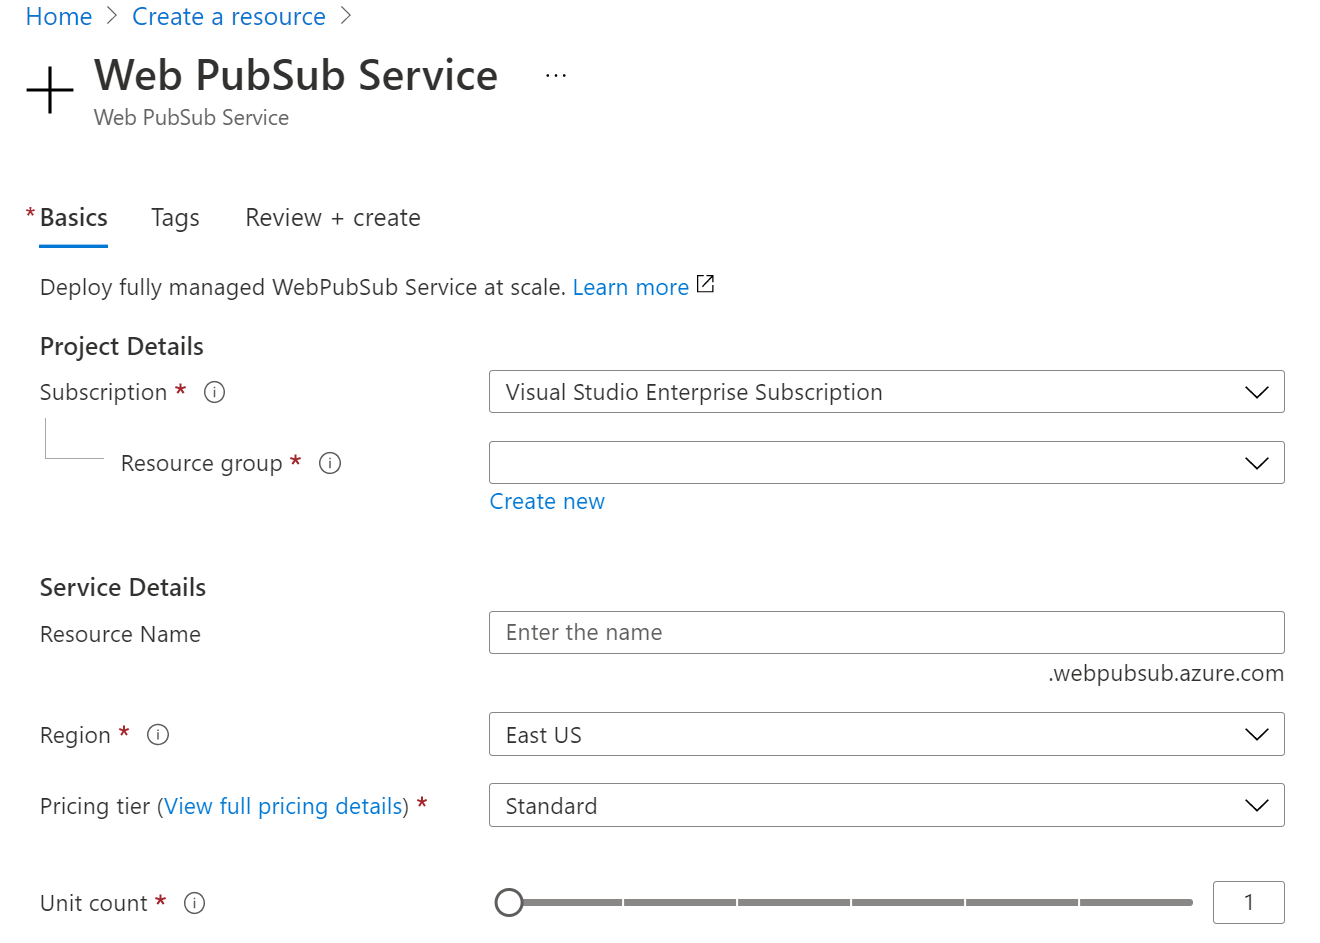 Home > Create a resource >
Web PubSub Service ...
Web PubSub Service
* Basics Tags Review + create
Deploy fully managed WebPubSub Service at scale. Learn more
Project Details
Subscription * Visual Studio Enterprise Subscription
Resource group *
Create new
Service Details
Resource Name Enter the name
.webpubsub.azure.com
Region * East US
Pricing tier (View full pricing details) * Standard
Unit count * 1